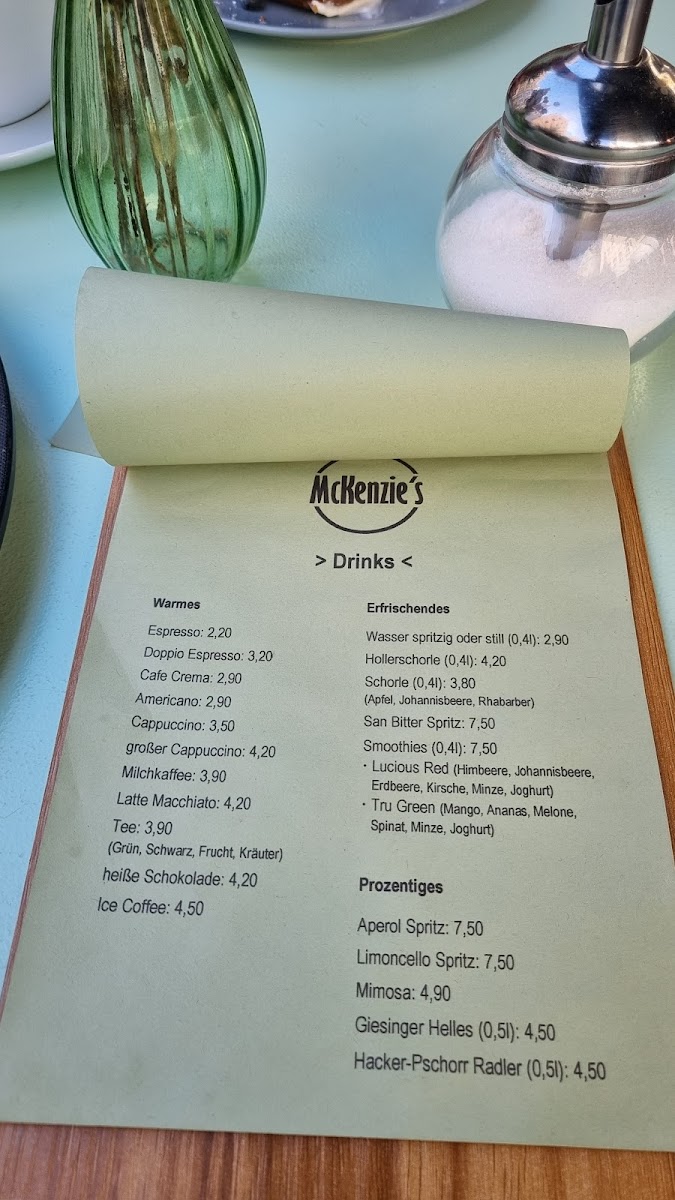 McKenzie´s
> Drinks <
Warmes
Espresso: 2,20
Doppio Espresso: 3,20
Cafe Crema: 2,90
Americano: 2,90
Cappuccino: 3,50
großer Cappuccino: 4,20
Milchkaffee: 3,90
Latte Macchiato: 4,20
Tee: 3,90
(Grün, Schwarz, Frucht, Kräuter)
heiße Schokolade: 4,20
Ice Coffee: 4,50
Erfrischendes
Wasser spritzig oder still (0,4l): 2,90
Hollerschorle (0,4l): 4,20
Schorle (0,4l): 3,80
(Apfel, Johannisbeere, Rhabarber)
San Bitter Spritz: 7,50
Smoothies (0,4l): 7,50
· Lucious Red (Himbeere, Johannisbeere,
Erdbeere, Kirsche, Minze, Joghurt)
· Tru Green (Mango, Ananas, Melone,
Spinat, Minze, Joghurt)
Prozentiges
Aperol Spritz: 7,50
Limoncello Spritz: 7,50
Mimosa: 4,90
Giesinger Helles (0,5l): 4,50
Hacker-Pschorr Radler (0,5l): 4,50